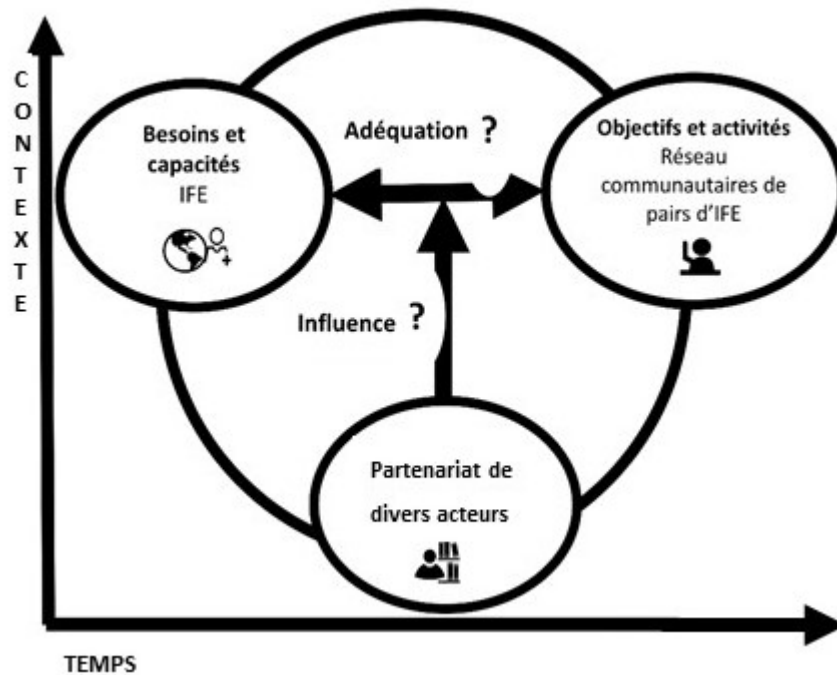 CONTEXTE
Besoins et
capacités
IFE
Adéquation ?
Objectifs et activités
Réseau
communautaires de
pairs d'IFE
Influence ?
Partenariat de
divers acteurs
TEMPS